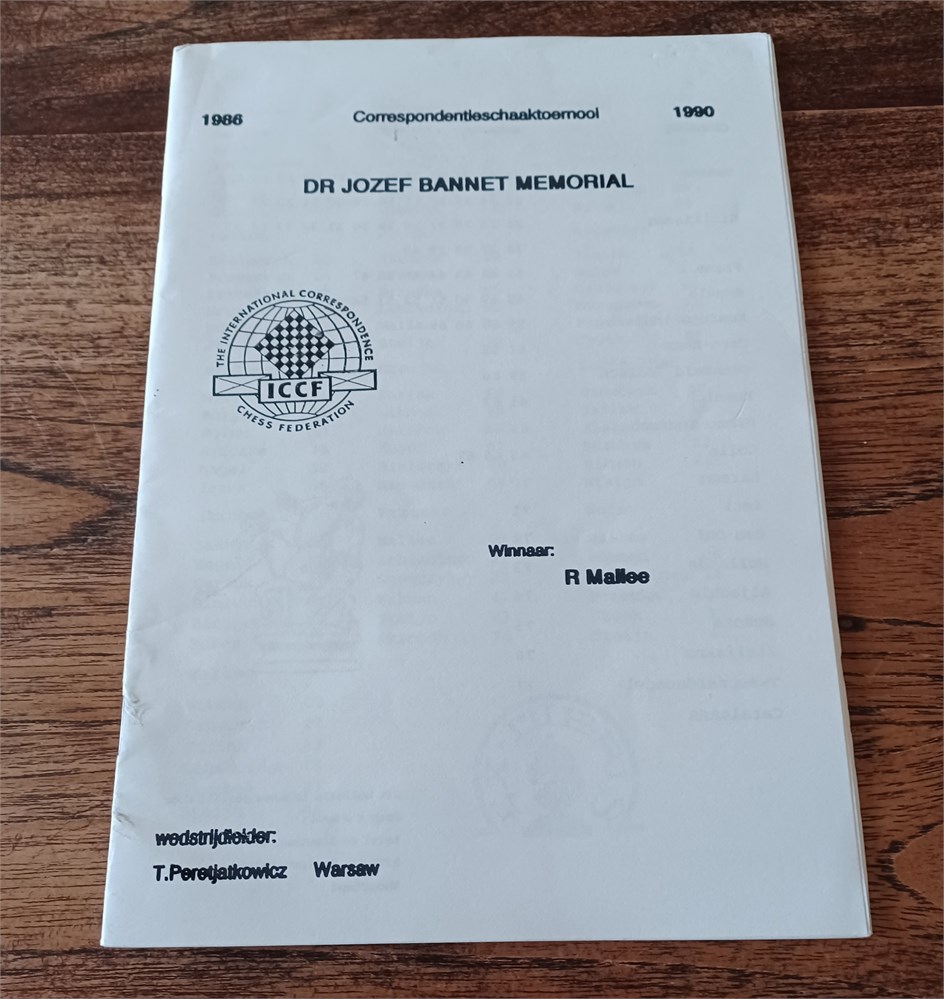 1986 Correspondentieschaaktoernooi 1990
DR JOZEF BANNET MEMORIAL
THE INTERNATIONAL CORRESPONDENCE
ICCF
CHESS FEDERATION
Winnaar:
R Mallee
wedstrijdleider:
T.Peretjatkowicz Warsaw